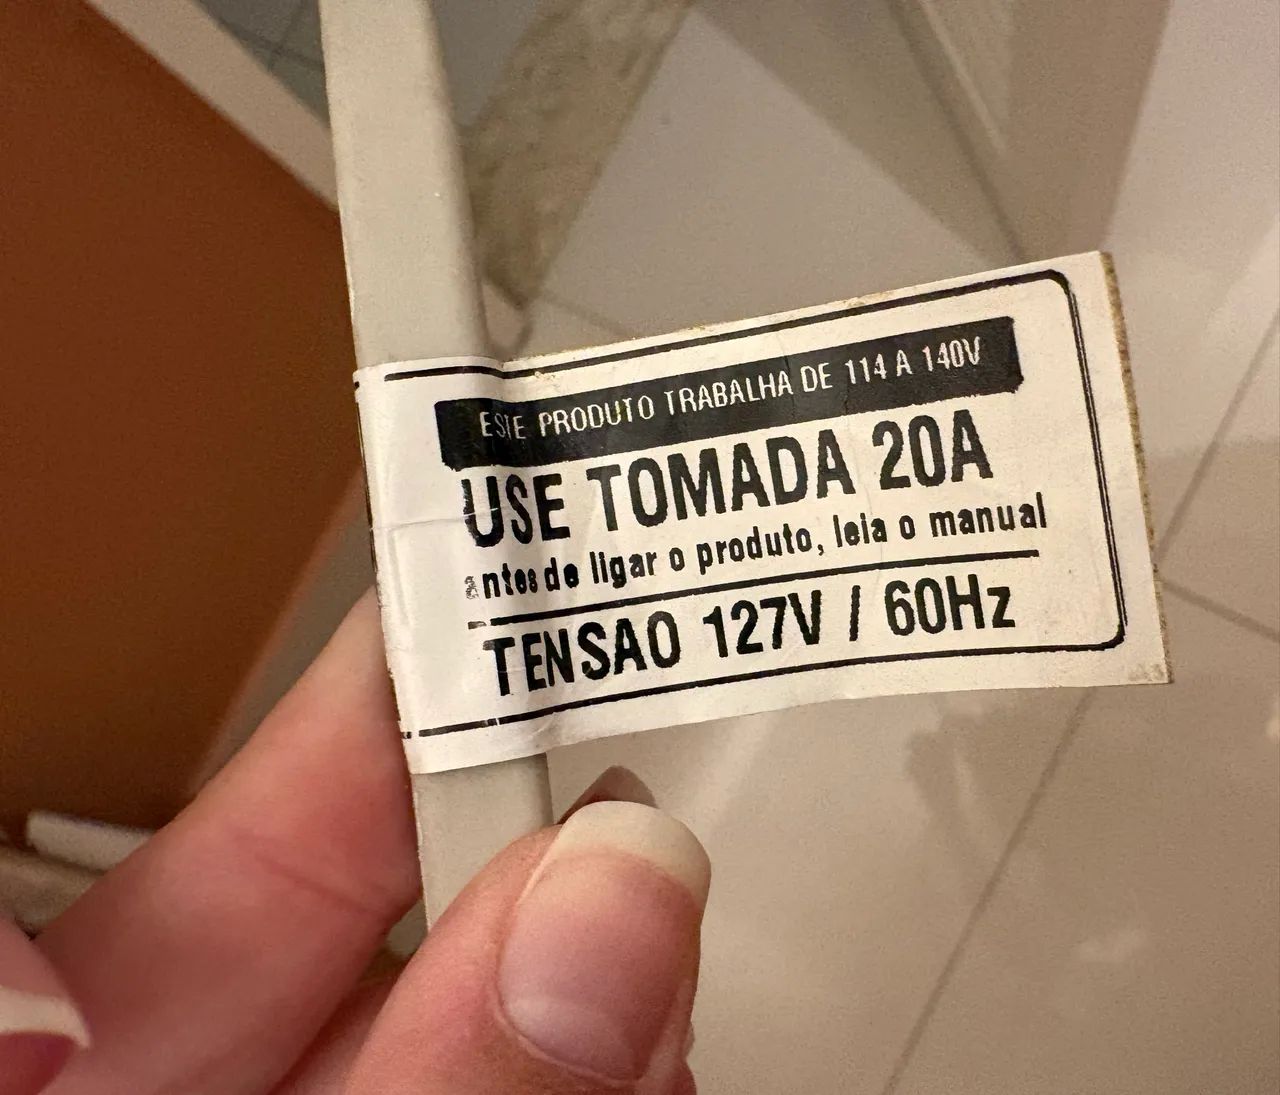 ESTE PRODUTO TRABALHA DE 114 A 140V
USE TOMADA 20A
antes de ligar o produto, leia o manual
TENSAO 127V / 60Hz